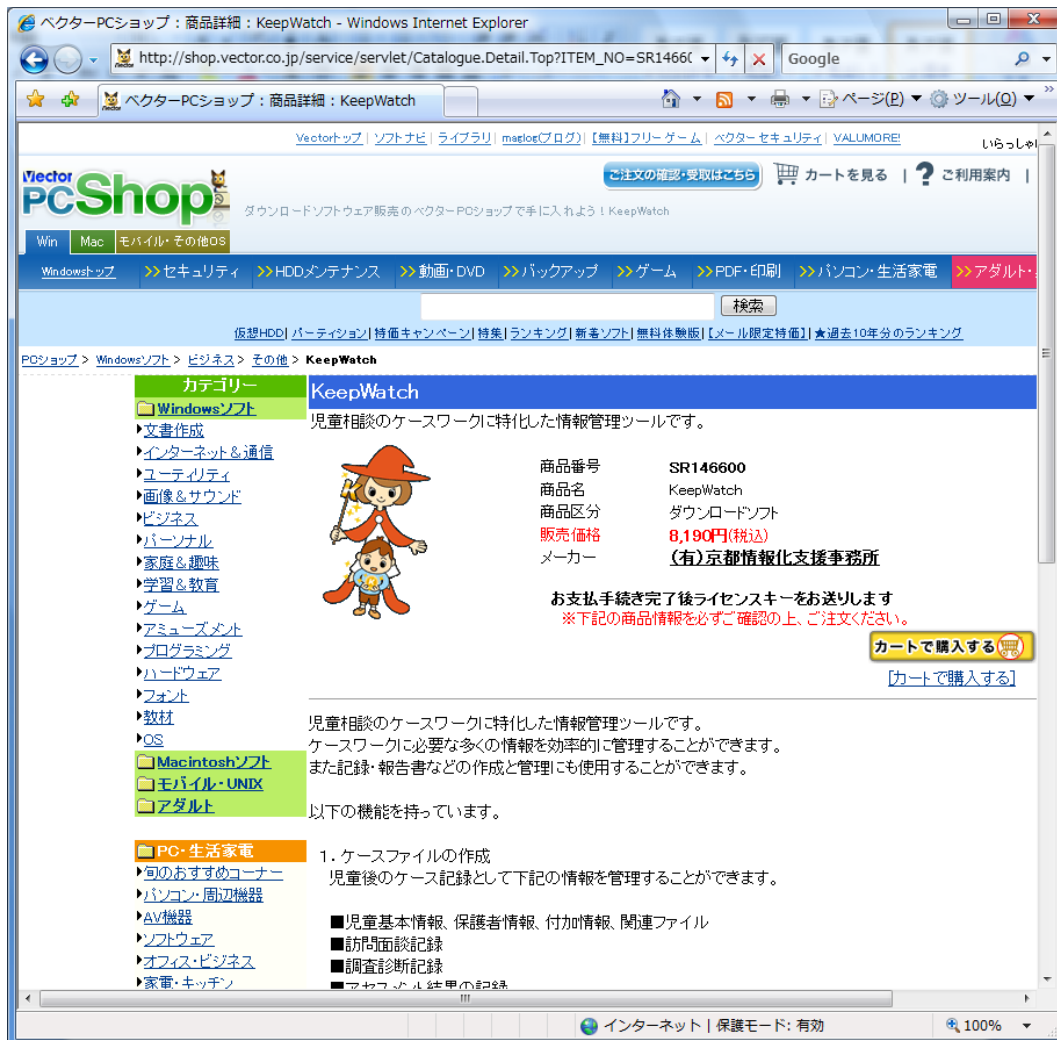 ベクターPCショップ：商品詳細：KeepWatch - Windows Internet Explorer
http://shop.vector.co.jp/service/servlet/Catalogue.Detail.Top?ITEM_NO=SR14660
Google
ベクターPCショップ：商品詳細：KeepWatch
ページ(P) ツール(O)
Vectorトップ | ソフトナビ | ライブラリ | maglog(ブログ) | 【無料】フリーゲーム | ベクターセキュリティ | VALUMORE!
いらっしゃ
Vector PCShop
ダウンロードソフトウェア販売のベクターPCショップで手に入れよう！KeepWatch
ご注文の確認・受取はこちら カートを見る | ? ご利用案内 |
Win Mac モバイル・その他OS
Windowsトップ >>セキュリティ >>HDDメンテナンス >>動画・DVD >>バックアップ >>ゲーム >>PDF・印刷 >>パソコン・生活家電 >>アダルト・
検索
仮想HDD | パーティション | 特価キャンペーン | 特集 | ランキング | 新着ソフト | 無料体験版 | 【メール限定特価】 | ★過去10年分のランキング
PCショップ > Windowsソフト > ビジネス > その他 > KeepWatch
カテゴリー
Windowsソフト
文書作成
インターネット＆通信
ユーティリティ
画像＆サウンド
ビジネス
パーソナル
家庭＆趣味
学習＆教育
ゲーム
アミューズメント
プログラミング
ハードウェア
フォント
教材
OS
Macintoshソフト
モバイル・UNIX
アダルト
PC・生活家電
旬のおすすめコーナー
パソコン・周辺機器
AV機器
ソフトウェア
オフィス・ビジネス
家電・キッチン
KeepWatch
児童相談のケースワークに特化した情報管理ツールです。
K
商品番号 SR146600
商品名 KeepWatch
商品区分 ダウンロードソフト
販売価格 8,190円(税込)
メーカー (有)京都情報化支援事務所
お支払手続き完了後ライセンスキーをお送りします
※下記の商品情報を必ずご確認の上、ご注文ください。
カートで購入する
[カートで購入する]
児童相談のケースワークに特化した情報管理ツールです。
ケースワークに必要な多くの情報を効率的に管理することができます。
また記録・報告書などの作成と管理にも使用することができます。
以下の機能を持っています。
１．ケースファイルの作成
児童後のケース記録として下記の情報を管理することができます。
■児童基本情報、保護者情報、付加情報、関連ファイル
■訪問面談記録
■調査診断記録
■アセスメント結果の記録
インターネット | 保護モード: 有効
100%